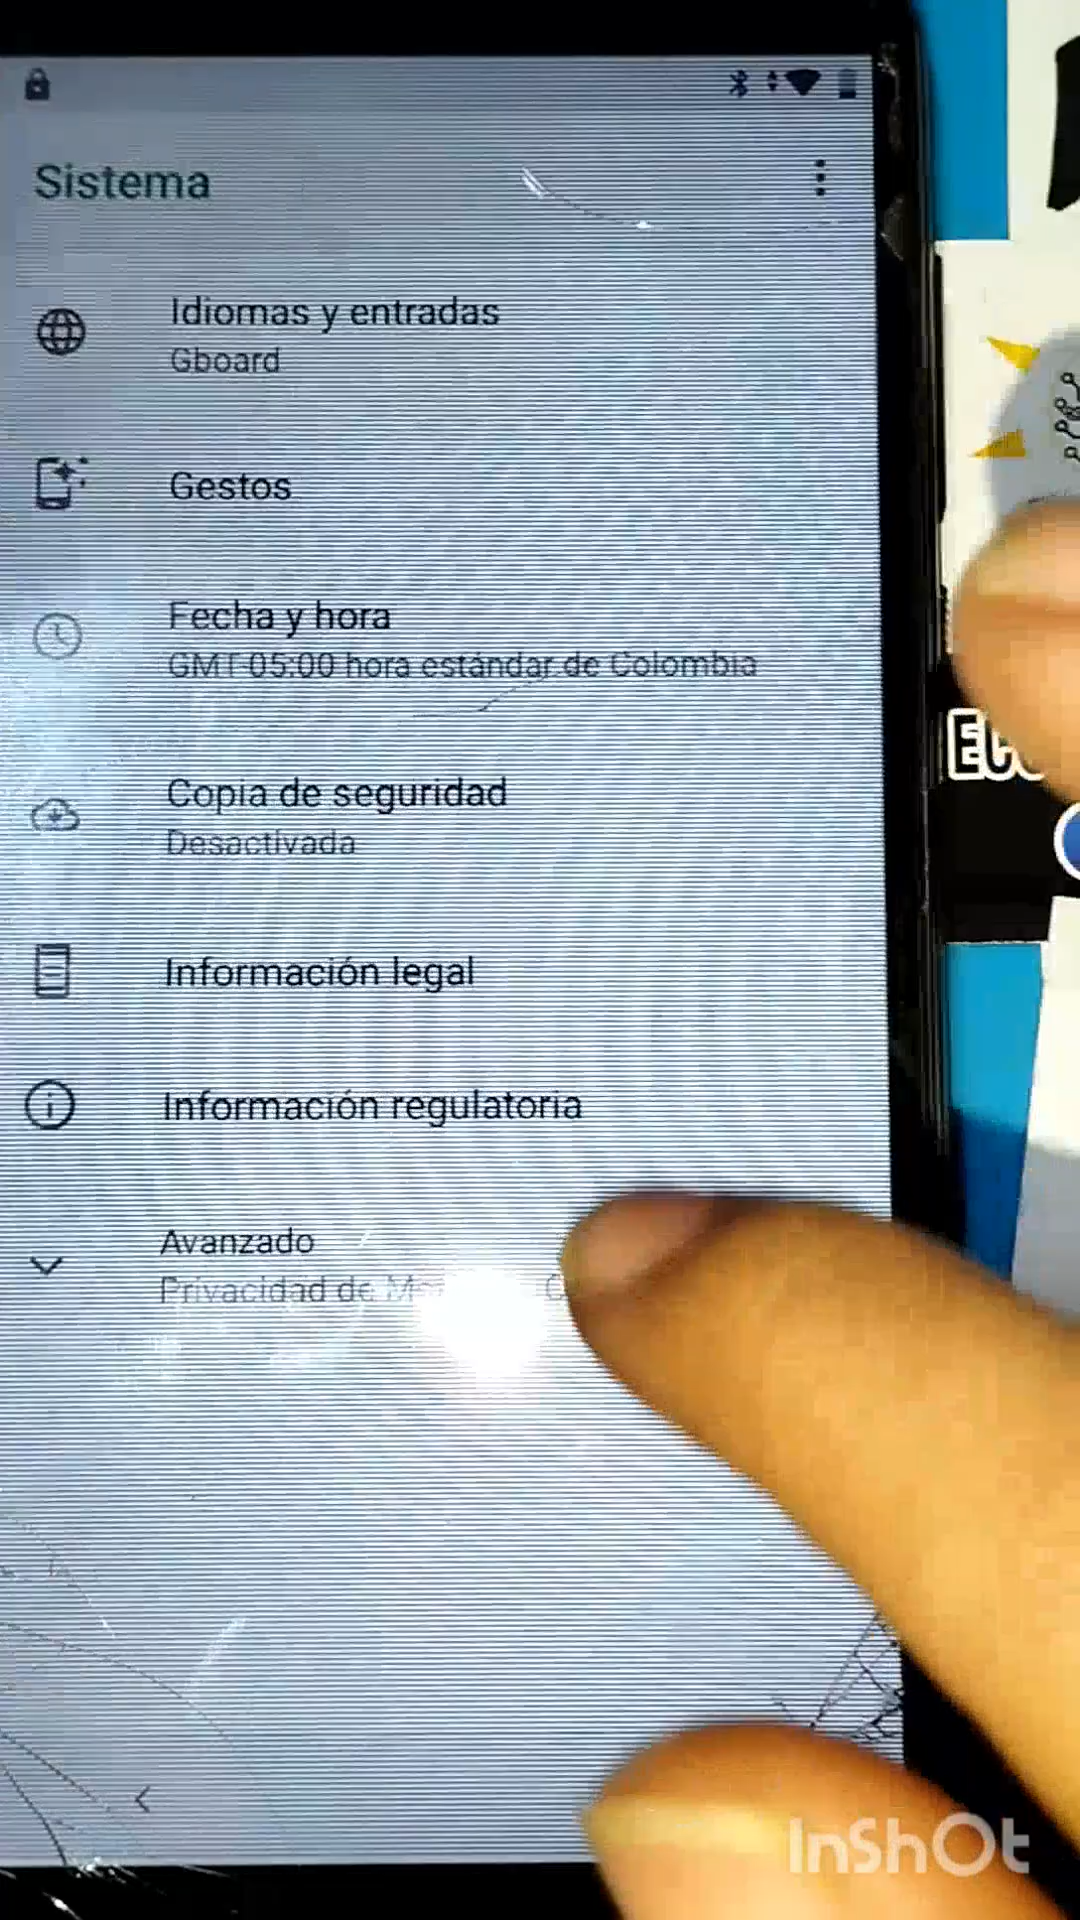 Sistema
Idiomas y entradas
Gboard
Gestos
Fecha y hora
GMT-05:00 hora estándar de Colombia
Copia de seguridad
Desactivada
Información legal
Información regulatoria
Avanzado
Privacidad de
InShOt